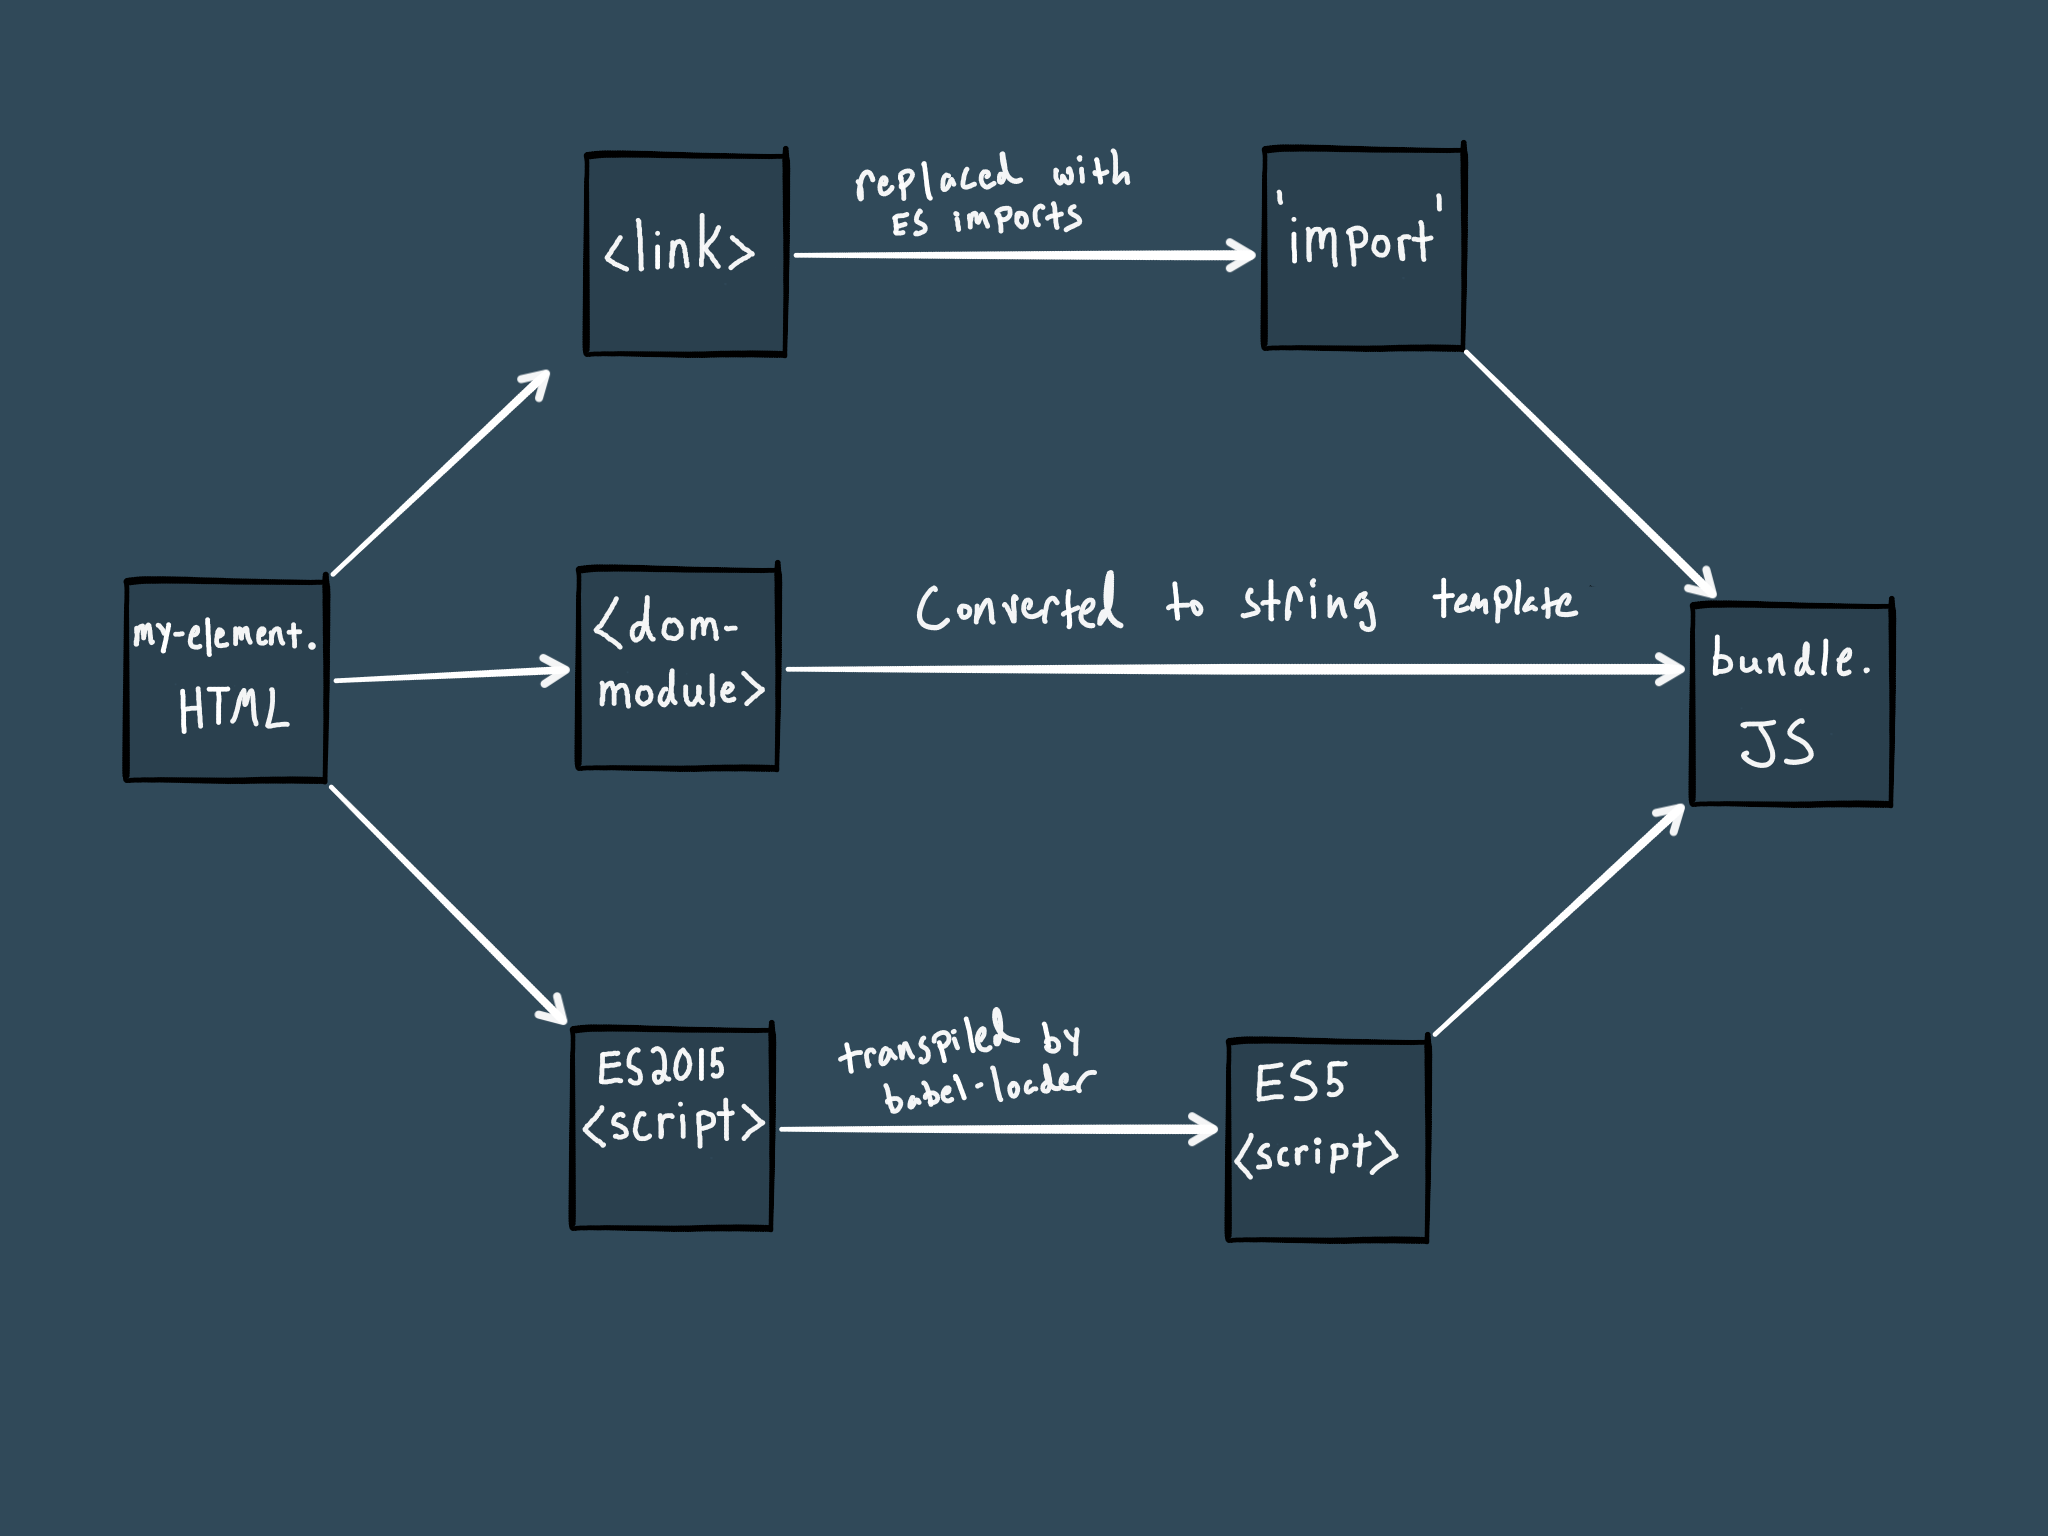 <link>
replaced with
ES imports
'import'
my-element.
HTML
<dom-
module>
Converted to string template
bundle.
JS
ES2015
<script>
transpiled by
babel-loader
ES5
<script>